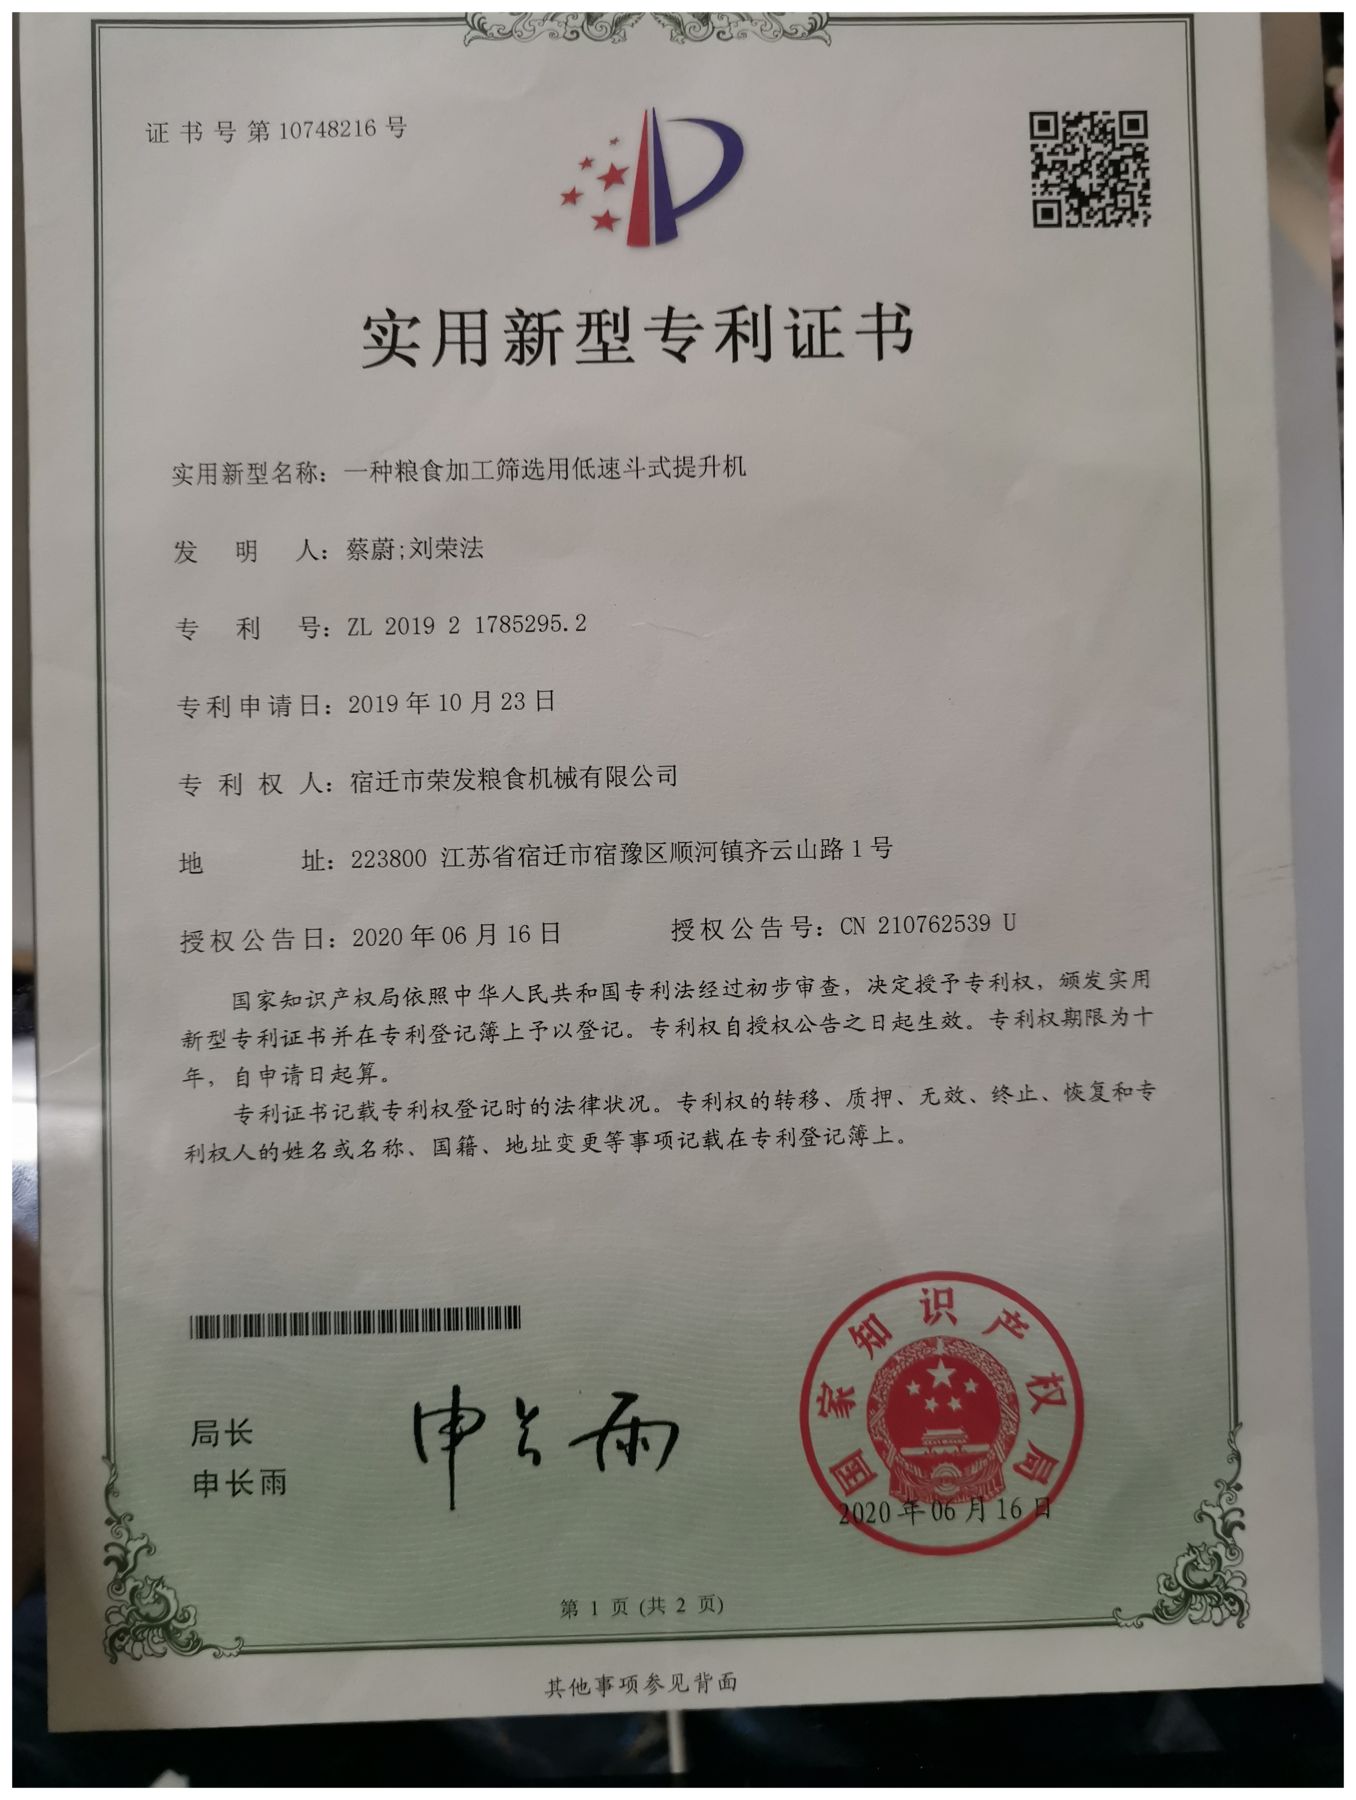 证书号第10748216号
实用新型专利证书
实用新型名称：一种粮食加工筛选用低速斗式提升机
发明人：蔡蔚;刘荣法
专利号：ZL 2019 2 1785295.2
专利申请日：2019年10月23日
专利权人：宿迁市荣发粮食机械有限公司
地址：223800 江苏省宿迁市宿豫区顺河镇齐云山路1号
授权公告日：2020年06月16日 授权公告号：CN 210762539 U
国家知识产权局依照中华人民共和国专利法经过初步审查，决定授予专利权，颁发实用
新型专利证书并在专利登记簿上予以登记。专利权自授权公告之日起生效。专利权期限为十
年，自申请日起算。
专利证书记载专利权登记时的法律状况。专利权的转移、质押、无效、终止、恢复和专
利权人的姓名或名称、国籍、地址变更等事项记载在专利登记簿上。
局长
申长雨
申长雨
国家知识产权局
2020年06月16日
第 1 页 (共 2 页)
其他事项参见背面